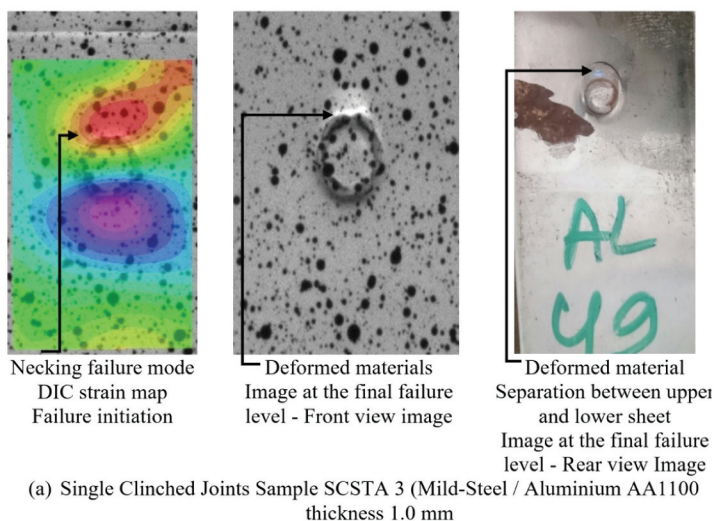 AL
49
Necking failure mode
DIC strain map
Failure initiation
Deformed materials
Image at the final failure
level - Front view image
Deformed material
Separation between upper
and lower sheet
Image at the final failure
level - Rear view Image
(a) Single Clinched Joints Sample SCSTA 3 (Mild-Steel / Aluminium AA1100
thickness 1.0 mm